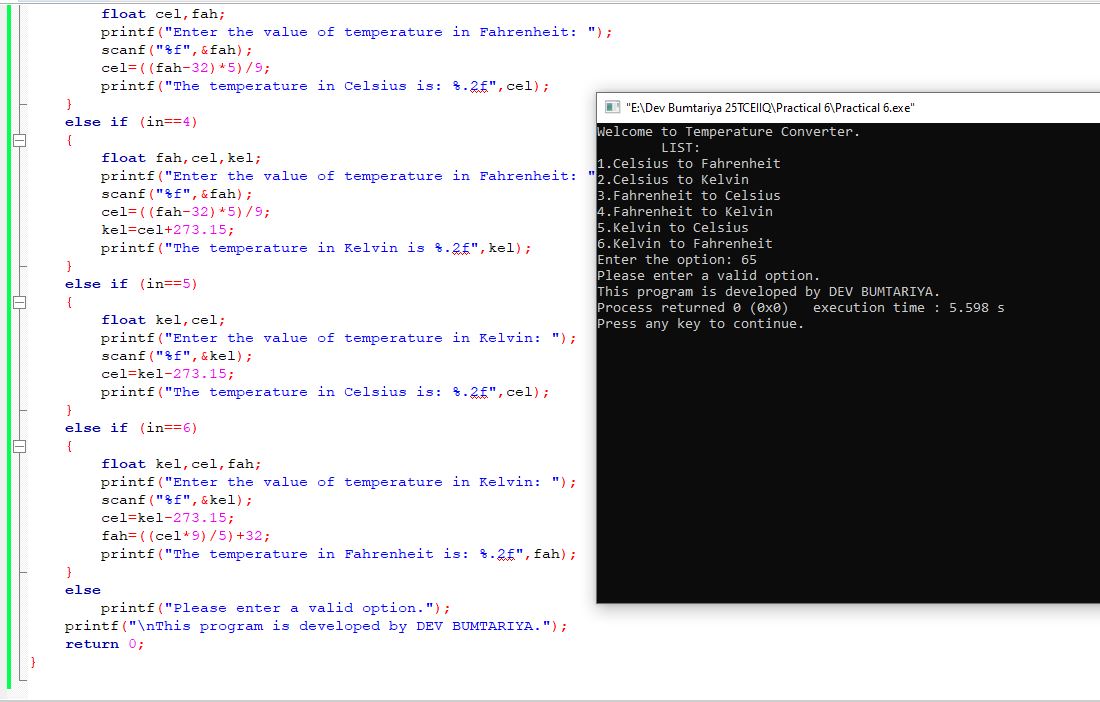 float cel,fah;
printf("Enter the value of temperature in Fahrenheit: ");
scanf("%f",&fah);
cel=((fah-32)*5)/9;
printf("The temperature in Celsius is: %.2f",cel);
}
else if (in==4)
{
float fah,cel,kel;
printf("Enter the value of temperature in Fahrenheit: "
scanf("%f",&fah);
cel=((fah-32)*5)/9;
kel=cel+273.15;
printf("The temperature in Kelvin is %.2f",kel);
}
else if (in==5)
{
float kel,cel;
printf("Enter the value of temperature in Kelvin: ");
scanf("%f",&kel);
cel=kel-273.15;
printf("The temperature in Celsius is: %.2f",cel);
}
else if (in==6)
{
float kel,cel,fah;
printf("Enter the value of temperature in Kelvin: ");
scanf("%f",&kel);
cel=kel-273.15;
fah=((cel*9)/5)+32;
printf("The temperature in Fahrenheit is: %.2f",fah);
}
else
printf("Please enter a valid option.");
printf("\nThis program is developed by DEV BUMTARIYA.");
return 0;
}
"E:\Dev Bumtariya 25TCEIIQ\Practical 6\Practical 6.exe"
Welcome to Temperature Converter.
LIST:
1.Celsius to Fahrenheit
2.Celsius to Kelvin
3.Fahrenheit to Celsius
4.Fahrenheit to Kelvin
5.Kelvin to Celsius
6.Kelvin to Fahrenheit
Enter the option: 65
Please enter a valid option.
This program is developed by DEV BUMTARIYA.
Process returned 0 (0x0)   execution time : 5.598 s
Press any key to continue.